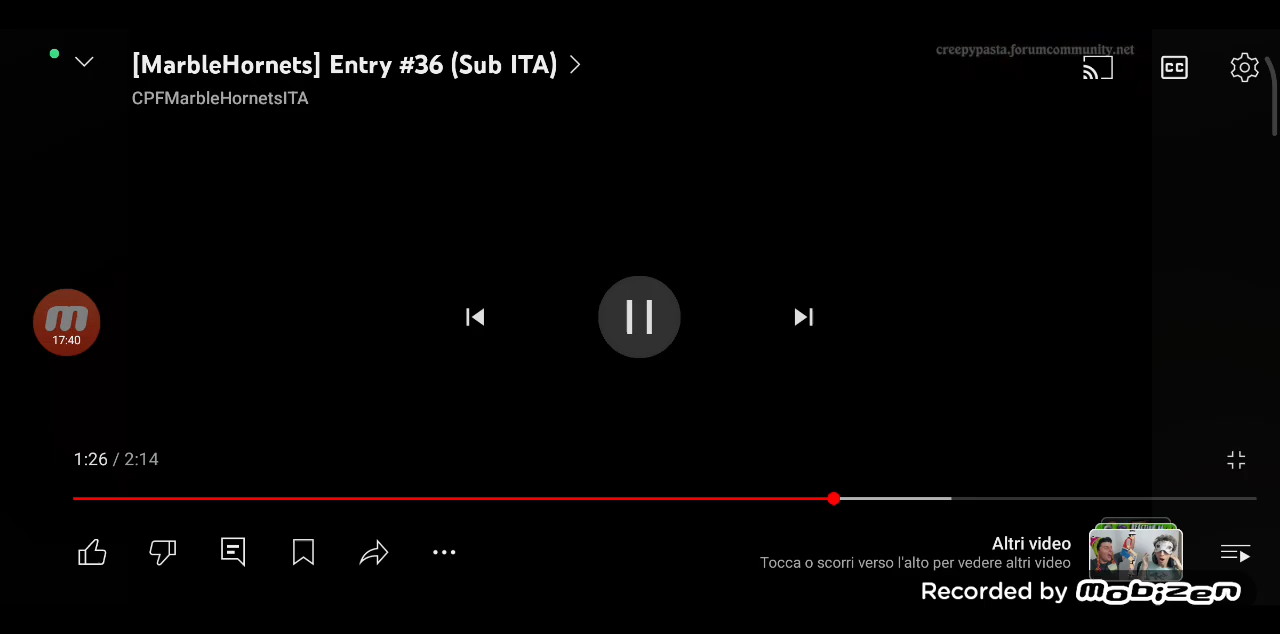 [MarbleHornets] Entry #36 (Sub ITA)
creepypasta.forumcommunity.net
CC
CPFMarbleHornetsITA
m
17:40
1:26 / 2:14
Altri video
Tocca o scorri verso l'alto per vedere altri video
Recorded by mobizen